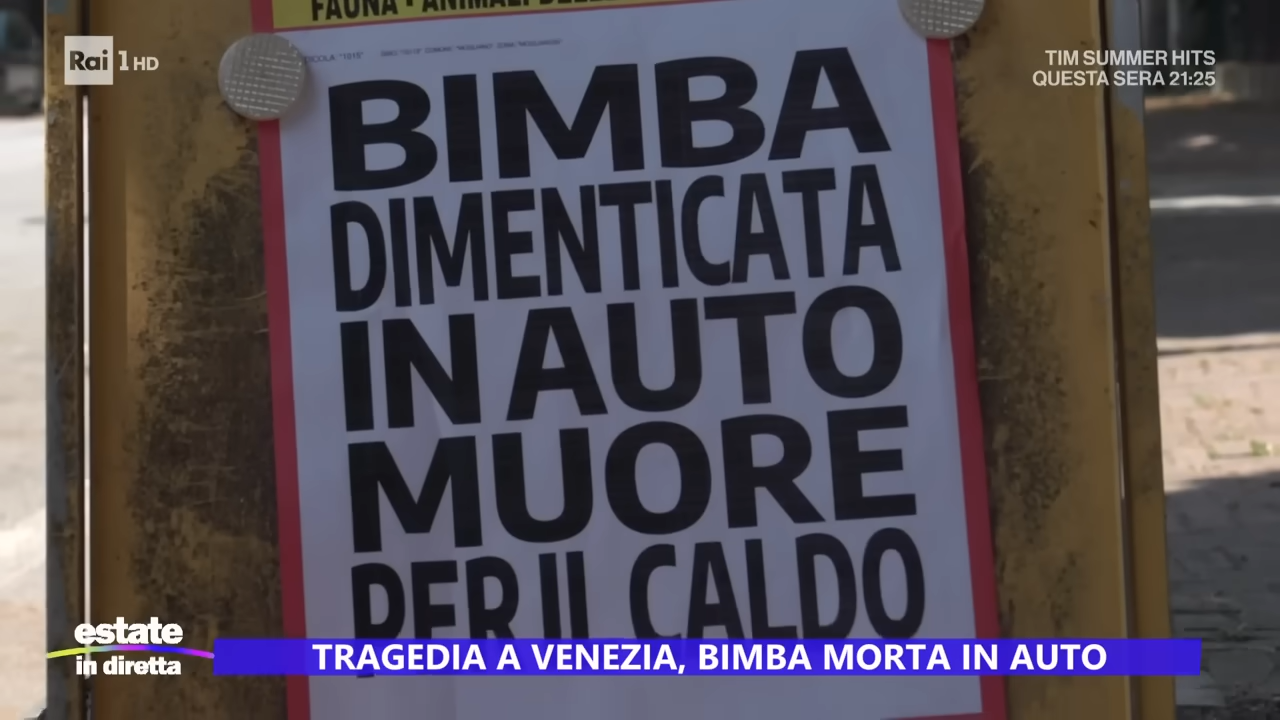 FAUNA • ANIMALI
Rai 1 HD
TIM SUMMER HITS
QUESTA SERA 21:25
BIMBA
DIMENTICATA
IN AUTO
MUORE
PER IL CALDO
estate
in diretta
TRAGEDIA A VENEZIA, BIMBA MORTA IN AUTO